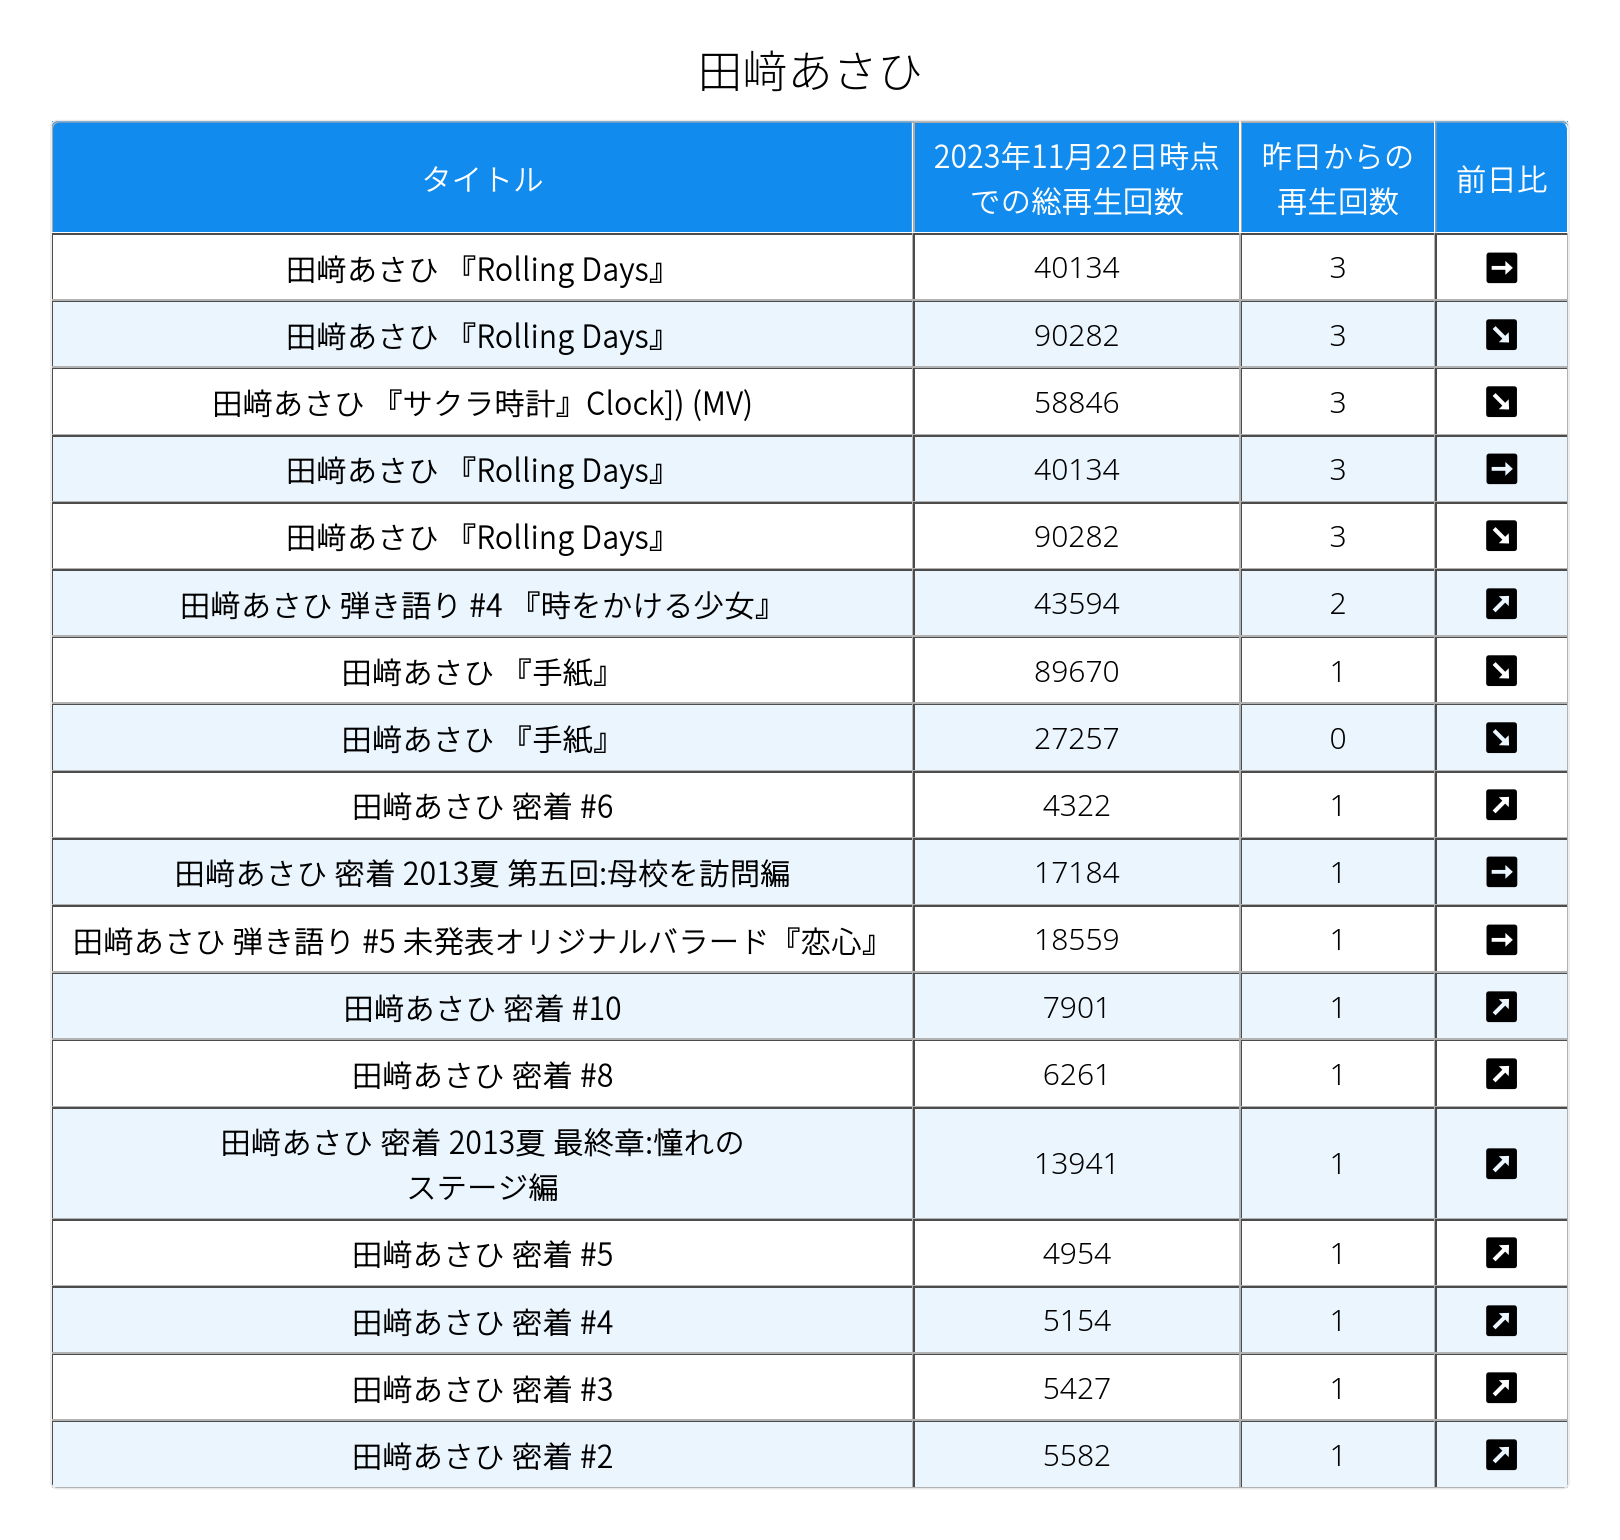 田﨑あさひ
タイトル
2023年11月22日時点
での総再生回数
昨日からの
再生回数
前日比
田﨑あさひ 『Rolling Days』 40134 3
田﨑あさひ 『Rolling Days』 90282 3
田﨑あさひ 『サクラ時計』Clock]) (MV) 58846 3
田﨑あさひ 『Rolling Days』 40134 3
田﨑あさひ 『Rolling Days』 90282 3
田﨑あさひ 弾き語り #4 『時をかける少女』 43594 2
田﨑あさひ 『手紙』 89670 1
田﨑あさひ 『手紙』 27257 0
田﨑あさひ 密着 #6 4322 1
田﨑あさひ 密着 2013夏 第五回:母校を訪問編 17184 1
田﨑あさひ 弾き語り #5 未発表オリジナルバラード『恋心』 18559 1
田﨑あさひ 密着 #10 7901 1
田﨑あさひ 密着 #8 6261 1
田﨑あさひ 密着 2013夏 最終章:憧れの
ステージ編 13941 1
田﨑あさひ 密着 #5 4954 1
田﨑あさひ 密着 #4 5154 1
田﨑あさひ 密着 #3 5427 1
田﨑あさひ 密着 #2 5582 1